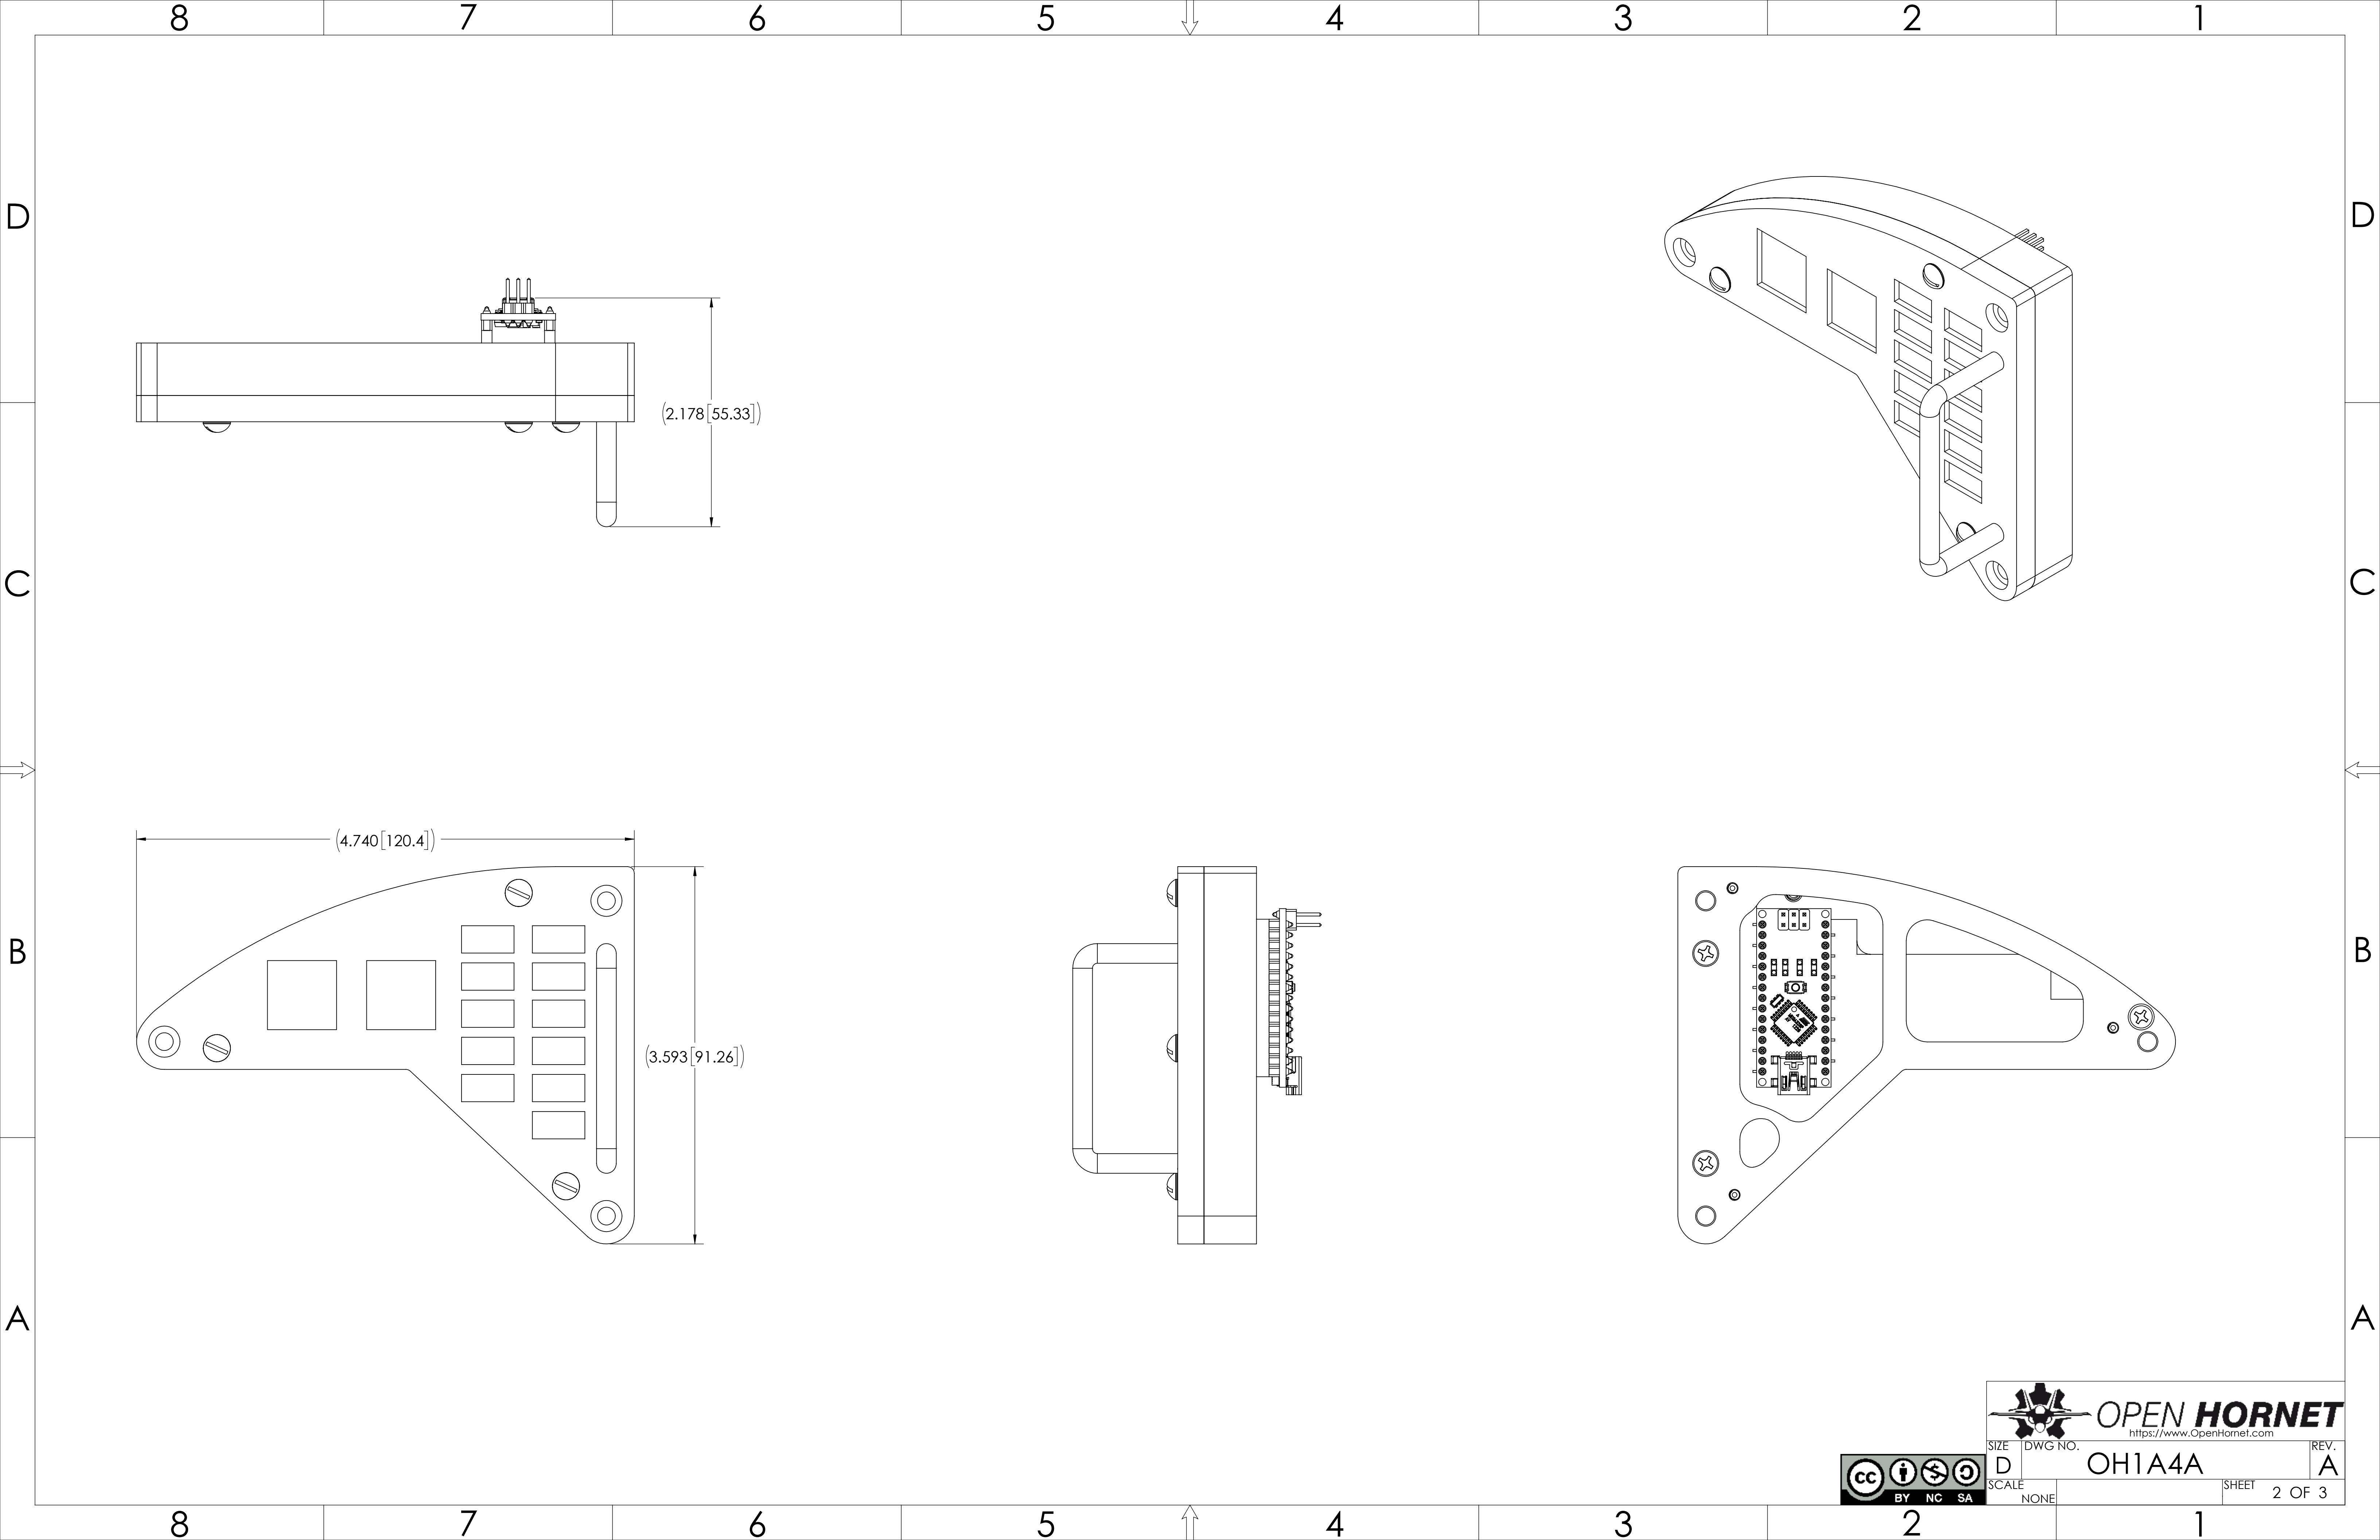 8 7 6 5 4 3 2 1
D D
(2.178[55.33])
C C
(4.740[120.4])
B B
(3.593[91.26])
A A
OPEN HORNET
https://www.OpenHornet.com
SIZE DWG NO. REV.
D OH1A4A A
SCALE NONE SHEET 2 OF 3
cc BY NC SA
8 7 6 5 4 3 2 1